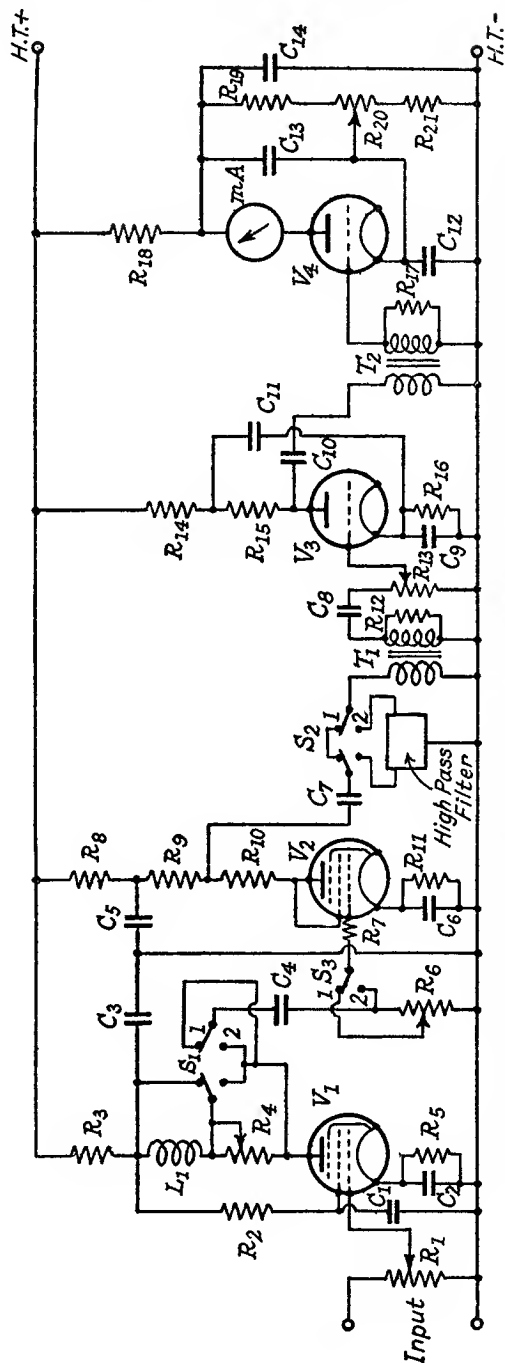 H.T.+
R3
R8
R14
R18
C3
C5
C11
R19
C14
L1
S1
1
2
R9
R15
C10
mA
C13
R20
R21
R2
R4
C4
R10
C7
S2
1
2
V1
S3
1
2
R7
V2
T1
C8
R12
R13
V3
T2
R17
V4
C12
Input
R1
C1
C2
R5
R6
C6
R11
High Pass
Filter
C9
R16
H.T.-